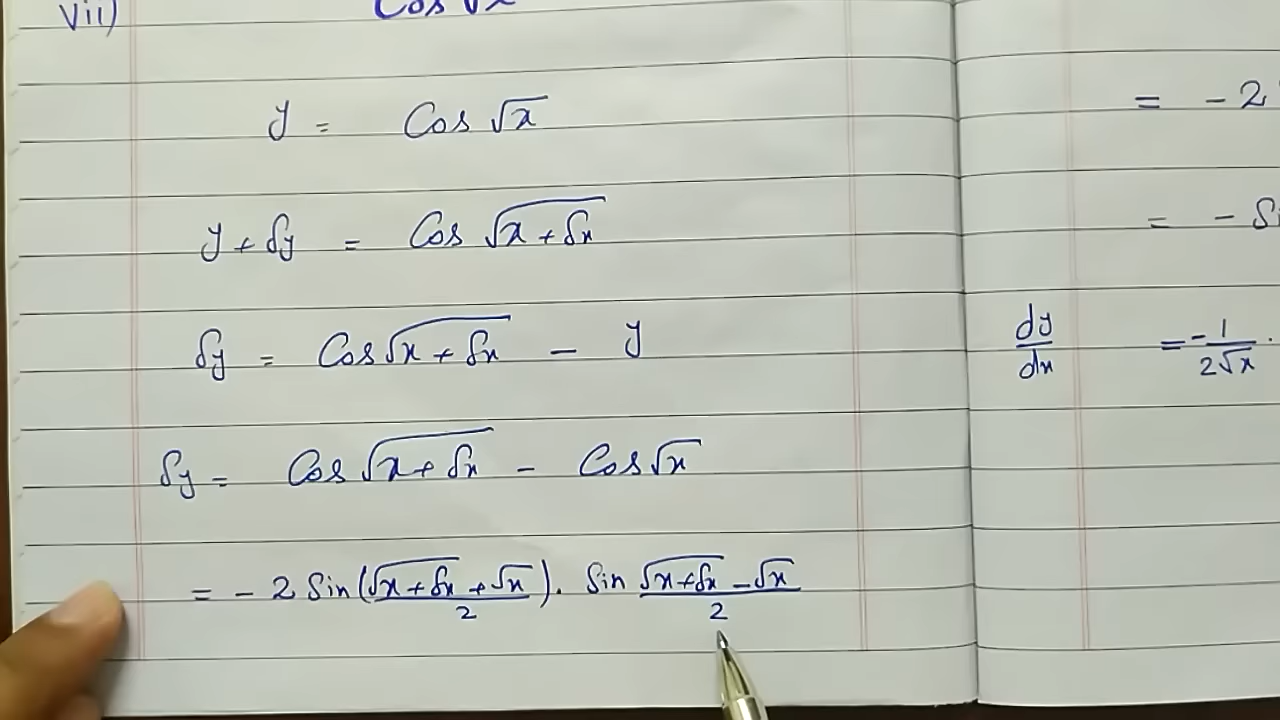 vii) Cos √x
y = Cos √x
y + δy = Cos √(x + δx)
δy = Cos √(x + δx) - y
δy = Cos √(x + δx) - Cos √x
= - 2 Sin (√(x + δx) + √x)/2 . Sin (√(x + δx) - √x)/2
= - 2
= -
dy/dx = -1/(2√x) .